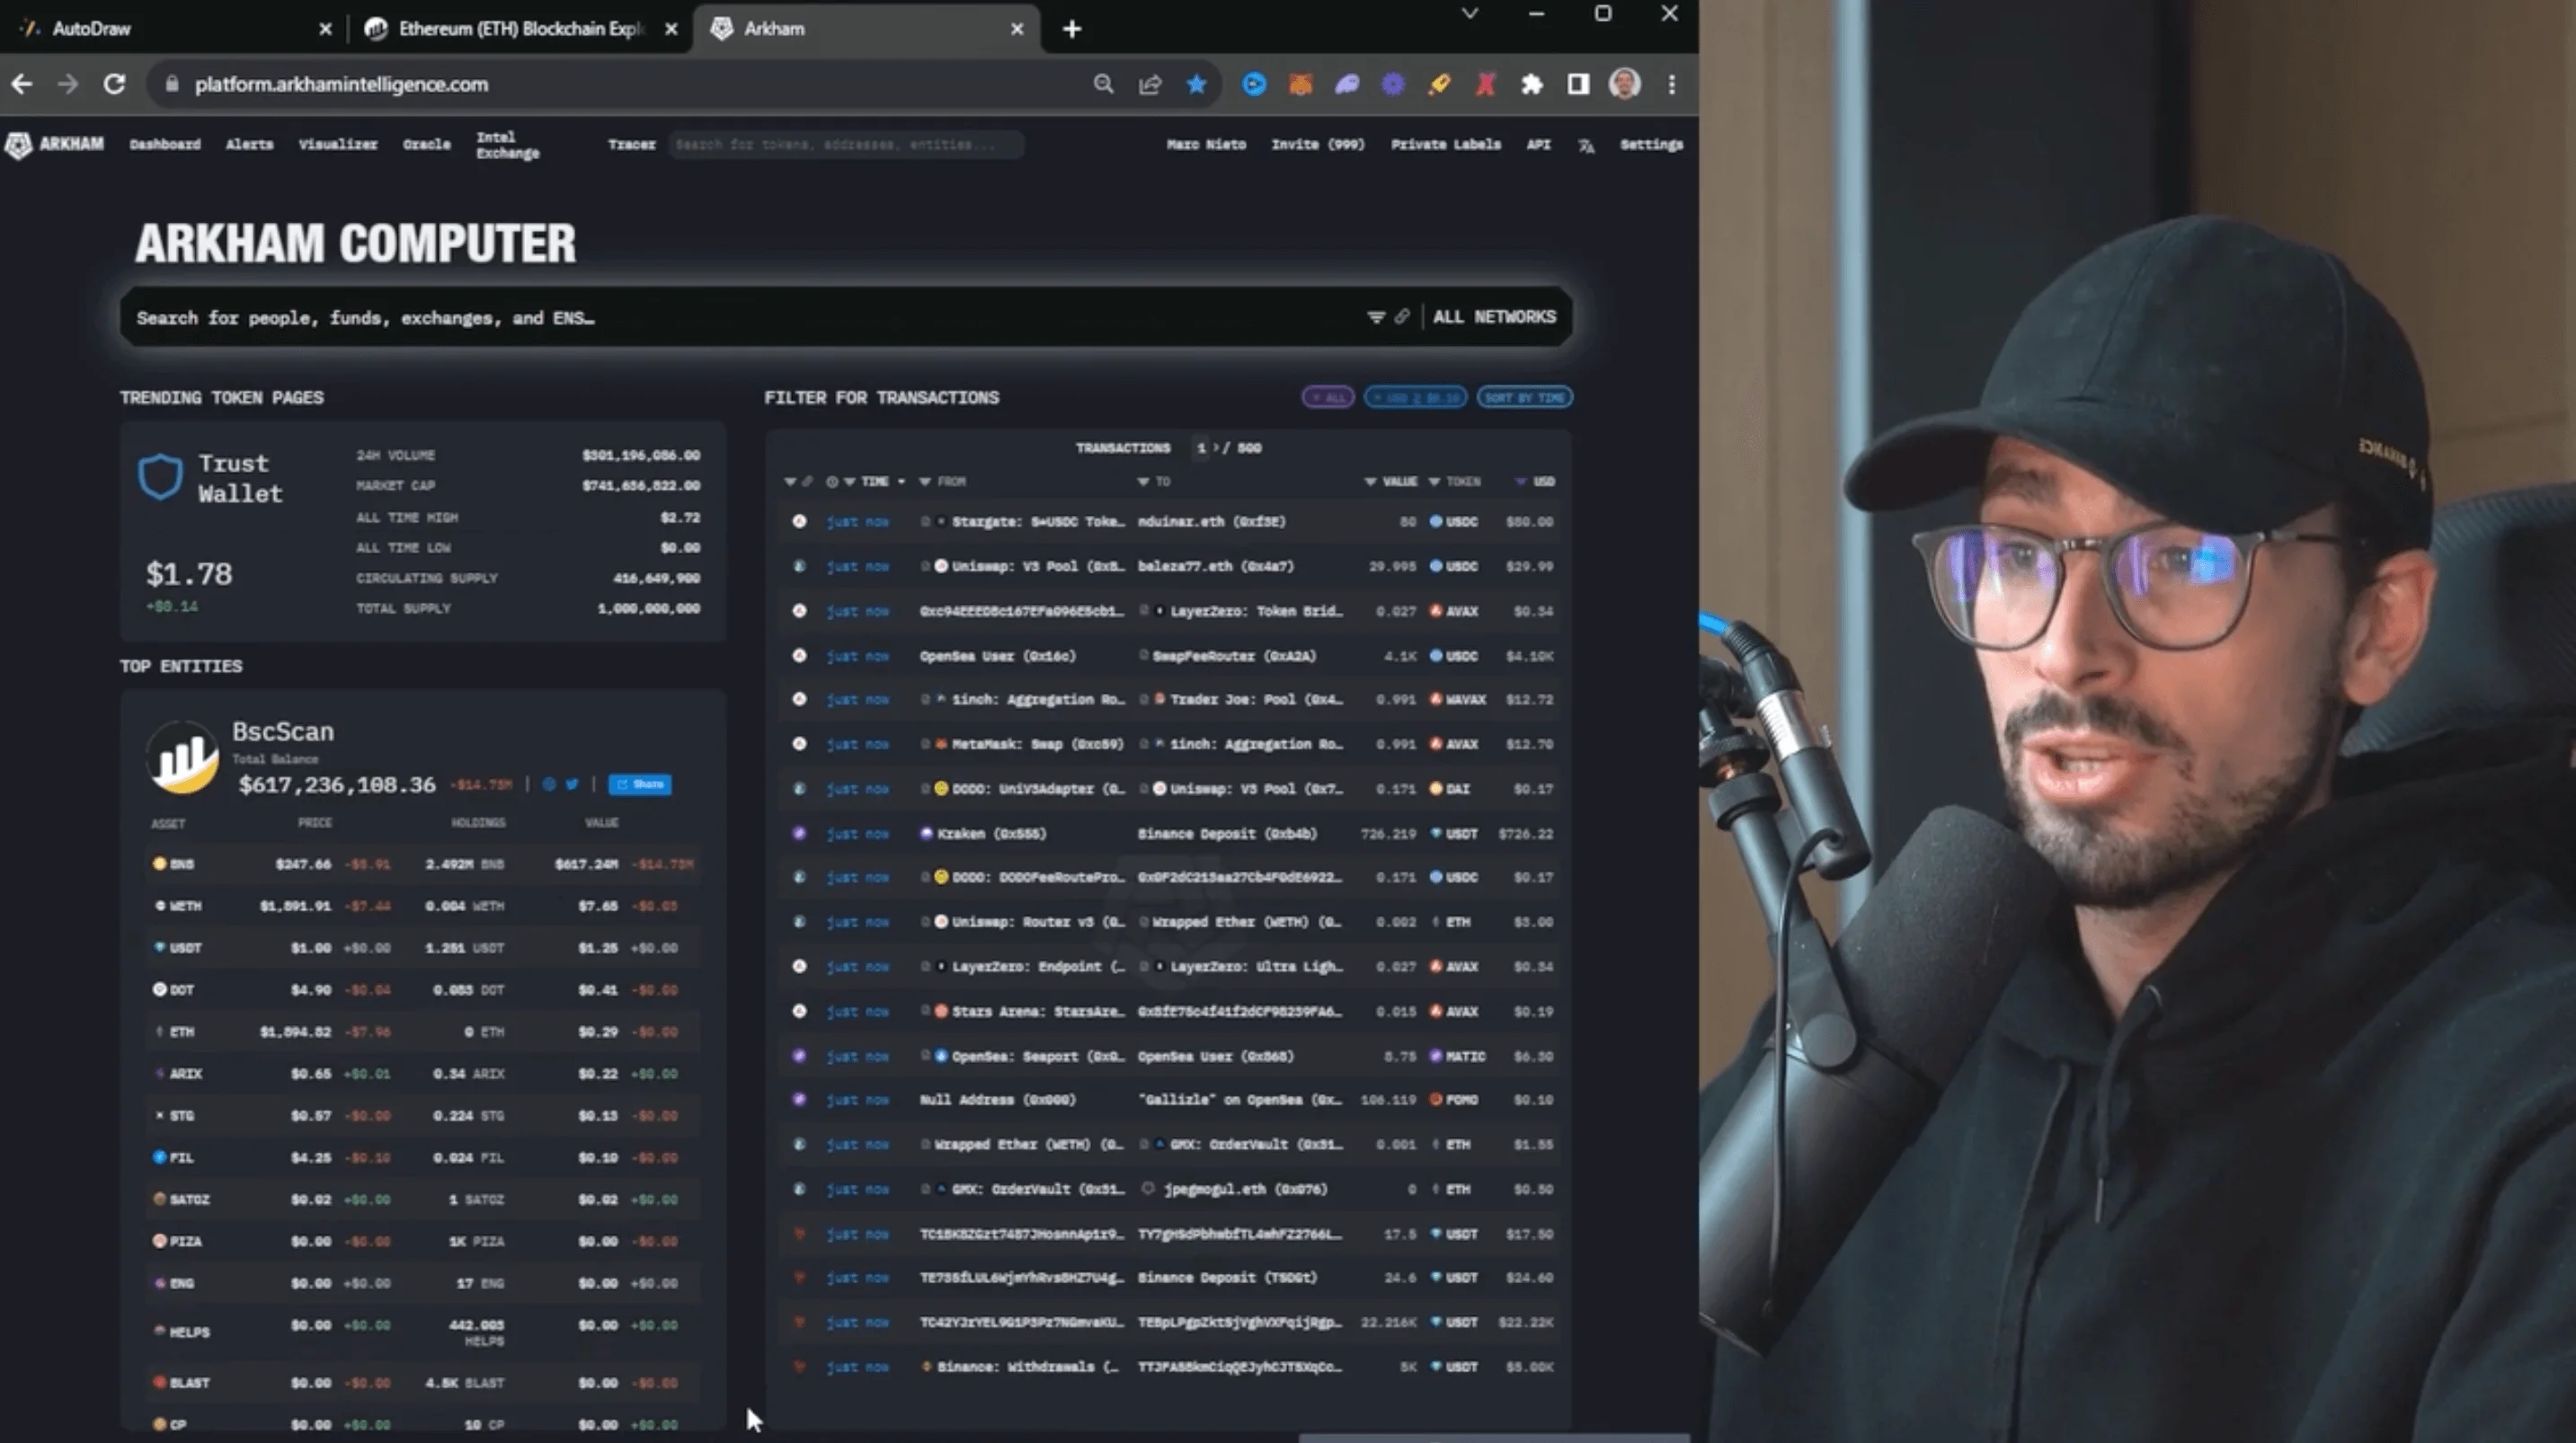 AutoDraw
Ethereum (ETH) Blockchain Expl
Arkham
platform.arkhamintelligence.com
ARKHAM
Dashboard
Alerts
Visualizer
Oracle
Intel
Exchange
Tracer
Search for tokens, addresses, entities...
Marc Nieto
Invite (999)
Private Labels
API
Settings
ARKHAM COMPUTER
Search for people, funds, exchanges, and ENS…
ALL NETWORKS
TRENDING TOKEN PAGES
Trust
Wallet
$1.78
+$0.14
24H VOLUME $301,196,086.00
MARKET CAP $741,636,822.00
ALL TIME HIGH $2.72
ALL TIME LOW $0.00
CIRCULATING SUPPLY 416,649,900
TOTAL SUPPLY 1,000,000,000
TOP ENTITIES
BscScan
Total Balance
$617,236,108.36 -$14.73M Share
ASSET PRICE HOLDINGS VALUE
BNB $247.66 -$5.91 2.492M BNB $617.24M -$14.73M
WETH $1,891.91 -$7.44 0.004 WETH $7.65 -$0.03
USDT $1.00 +$0.00 1.251 USDT $1.25 +$0.00
DOT $4.90 -$0.04 0.083 DOT $0.41 -$0.00
ETH $1,894.82 -$7.96 0 ETH $0.29 -$0.00
ARIX $0.65 +$0.01 0.34 ARIX $0.22 +$0.00
STG $0.57 -$0.00 0.224 STG $0.13 -$0.00
FIL $4.25 -$0.10 0.024 FIL $0.10 -$0.00
SATOZ $0.02 +$0.00 1 SATOZ $0.02 +$0.00
PIZA $0.00 -$0.00 1K PIZA $0.00 -$0.00
ENG $0.00 +$0.00 17 ENG $0.00 +$0.00
HELPS $0.00 +$0.00 442.003 HELPS $0.00 +$0.00
BLAST $0.00 -$0.00 4.5K BLAST $0.00 -$0.00
CP $0.00 +$0.00 10 CP $0.00 +$0.00
FILTER FOR TRANSACTIONS
ALL
USD ≥ $0.10
SORT BY TIME
TRANSACTIONS 1 > / 500
TIME FROM TO VALUE TOKEN USD
just now Stargate: S*USDC Toke… nduinar.eth (0xf3E) 80 USDC $80.00
just now Uniswap: V3 Pool (0x8… beleza77.eth (0x4a7) 29.995 USDC $29.99
just now LayerZero: Token Brid… 0.027 AVAX $0.34
just now OpenSea User (0x16c) SwapFeeRouter (0xA2A) 4.1K USDC $4.10K
just now 1inch: Aggregation Ro… Trader Joe: Pool (0x4… 0.991 WAVAX $12.72
just now MetaMask: Swap (0xc59) 1inch: Aggregation Ro… 0.991 AVAX $12.70
just now DODO: UniV3Adapter (0… Uniswap: V3 Pool (0x7… 0.171 DAI $0.17
just now Kraken (0x555) Binance Deposit (0xb4b) 726.219 USDT $726.22
just now DODO: DODOFeeRoutePro… 0.171 USDC $0.17
just now Uniswap: Router v3 (0… Wrapped Ether (WETH) (0… 0.002 ETH $3.00
just now LayerZero: Endpoint (… LayerZero: Ultra Ligh… 0.027 AVAX $0.34
just now Stars Arena: StarsAre… 0.015 AVAX $0.19
just now OpenSea: Seaport (0x0… OpenSea User (0x868) 8.75 MATIC $6.30
just now Null Address (0x000) "Gallizle" on OpenSea (0x… 106.119 FOMO $0.10
just now Wrapped Ether (WETH) (0… GMX: OrderVault (0x31… 0.001 ETH $1.55
just now GMX: OrderVault (0x31… jpegmogul.eth (0x076) 0 ETH $0.50
just now 17.5 USDT $17.50
just now Binance Deposit (TSDGt) 24.6 USDT $24.60
just now 22.216K USDT $22.22K
just now Binance: Withdrawals (… 5K USDT $5.00K
BINANCE